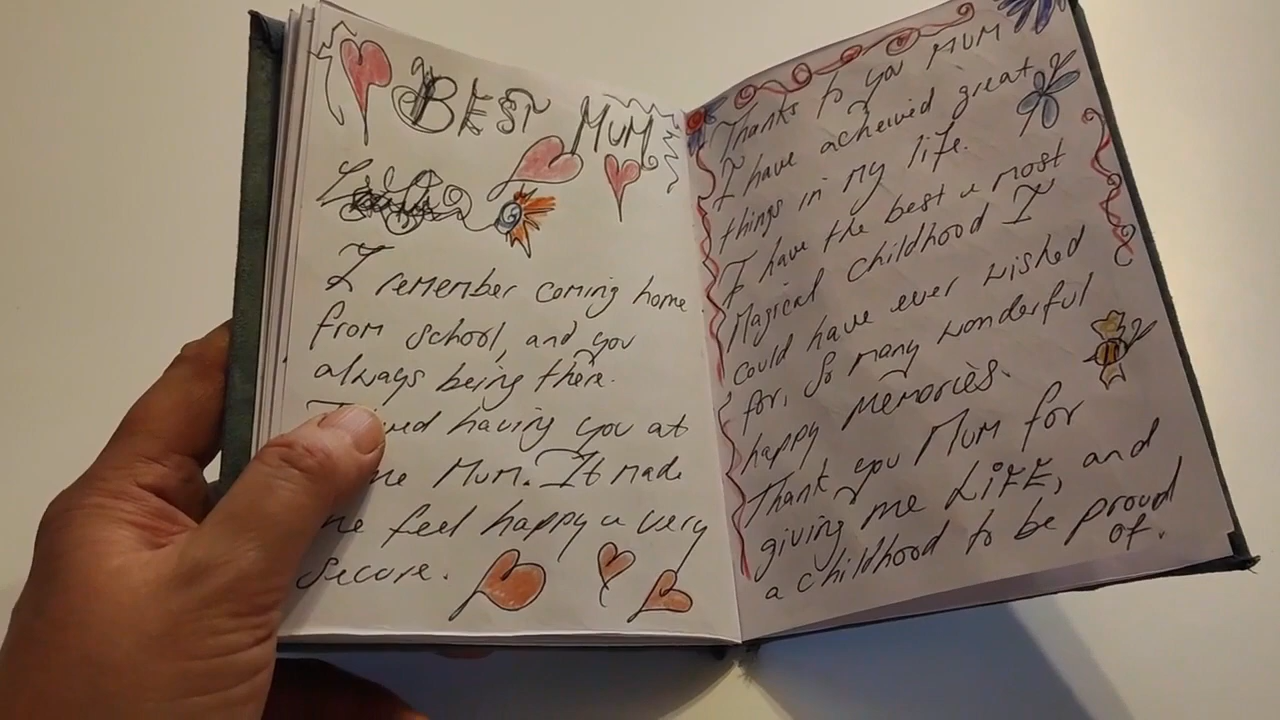 BEST MUM
I remember coming home
from school, and you
always being there.
having you at
Mum. It made
me feel happy & very
secure.
Thanks to you MUM
I have acheived great
things in my life.
I have the best & most
Magical childhood I
could have ever wished
for, So many wonderful
happy memories.
Thank you Mum for
giving me LIFE, and
a childhood to be proud
of.